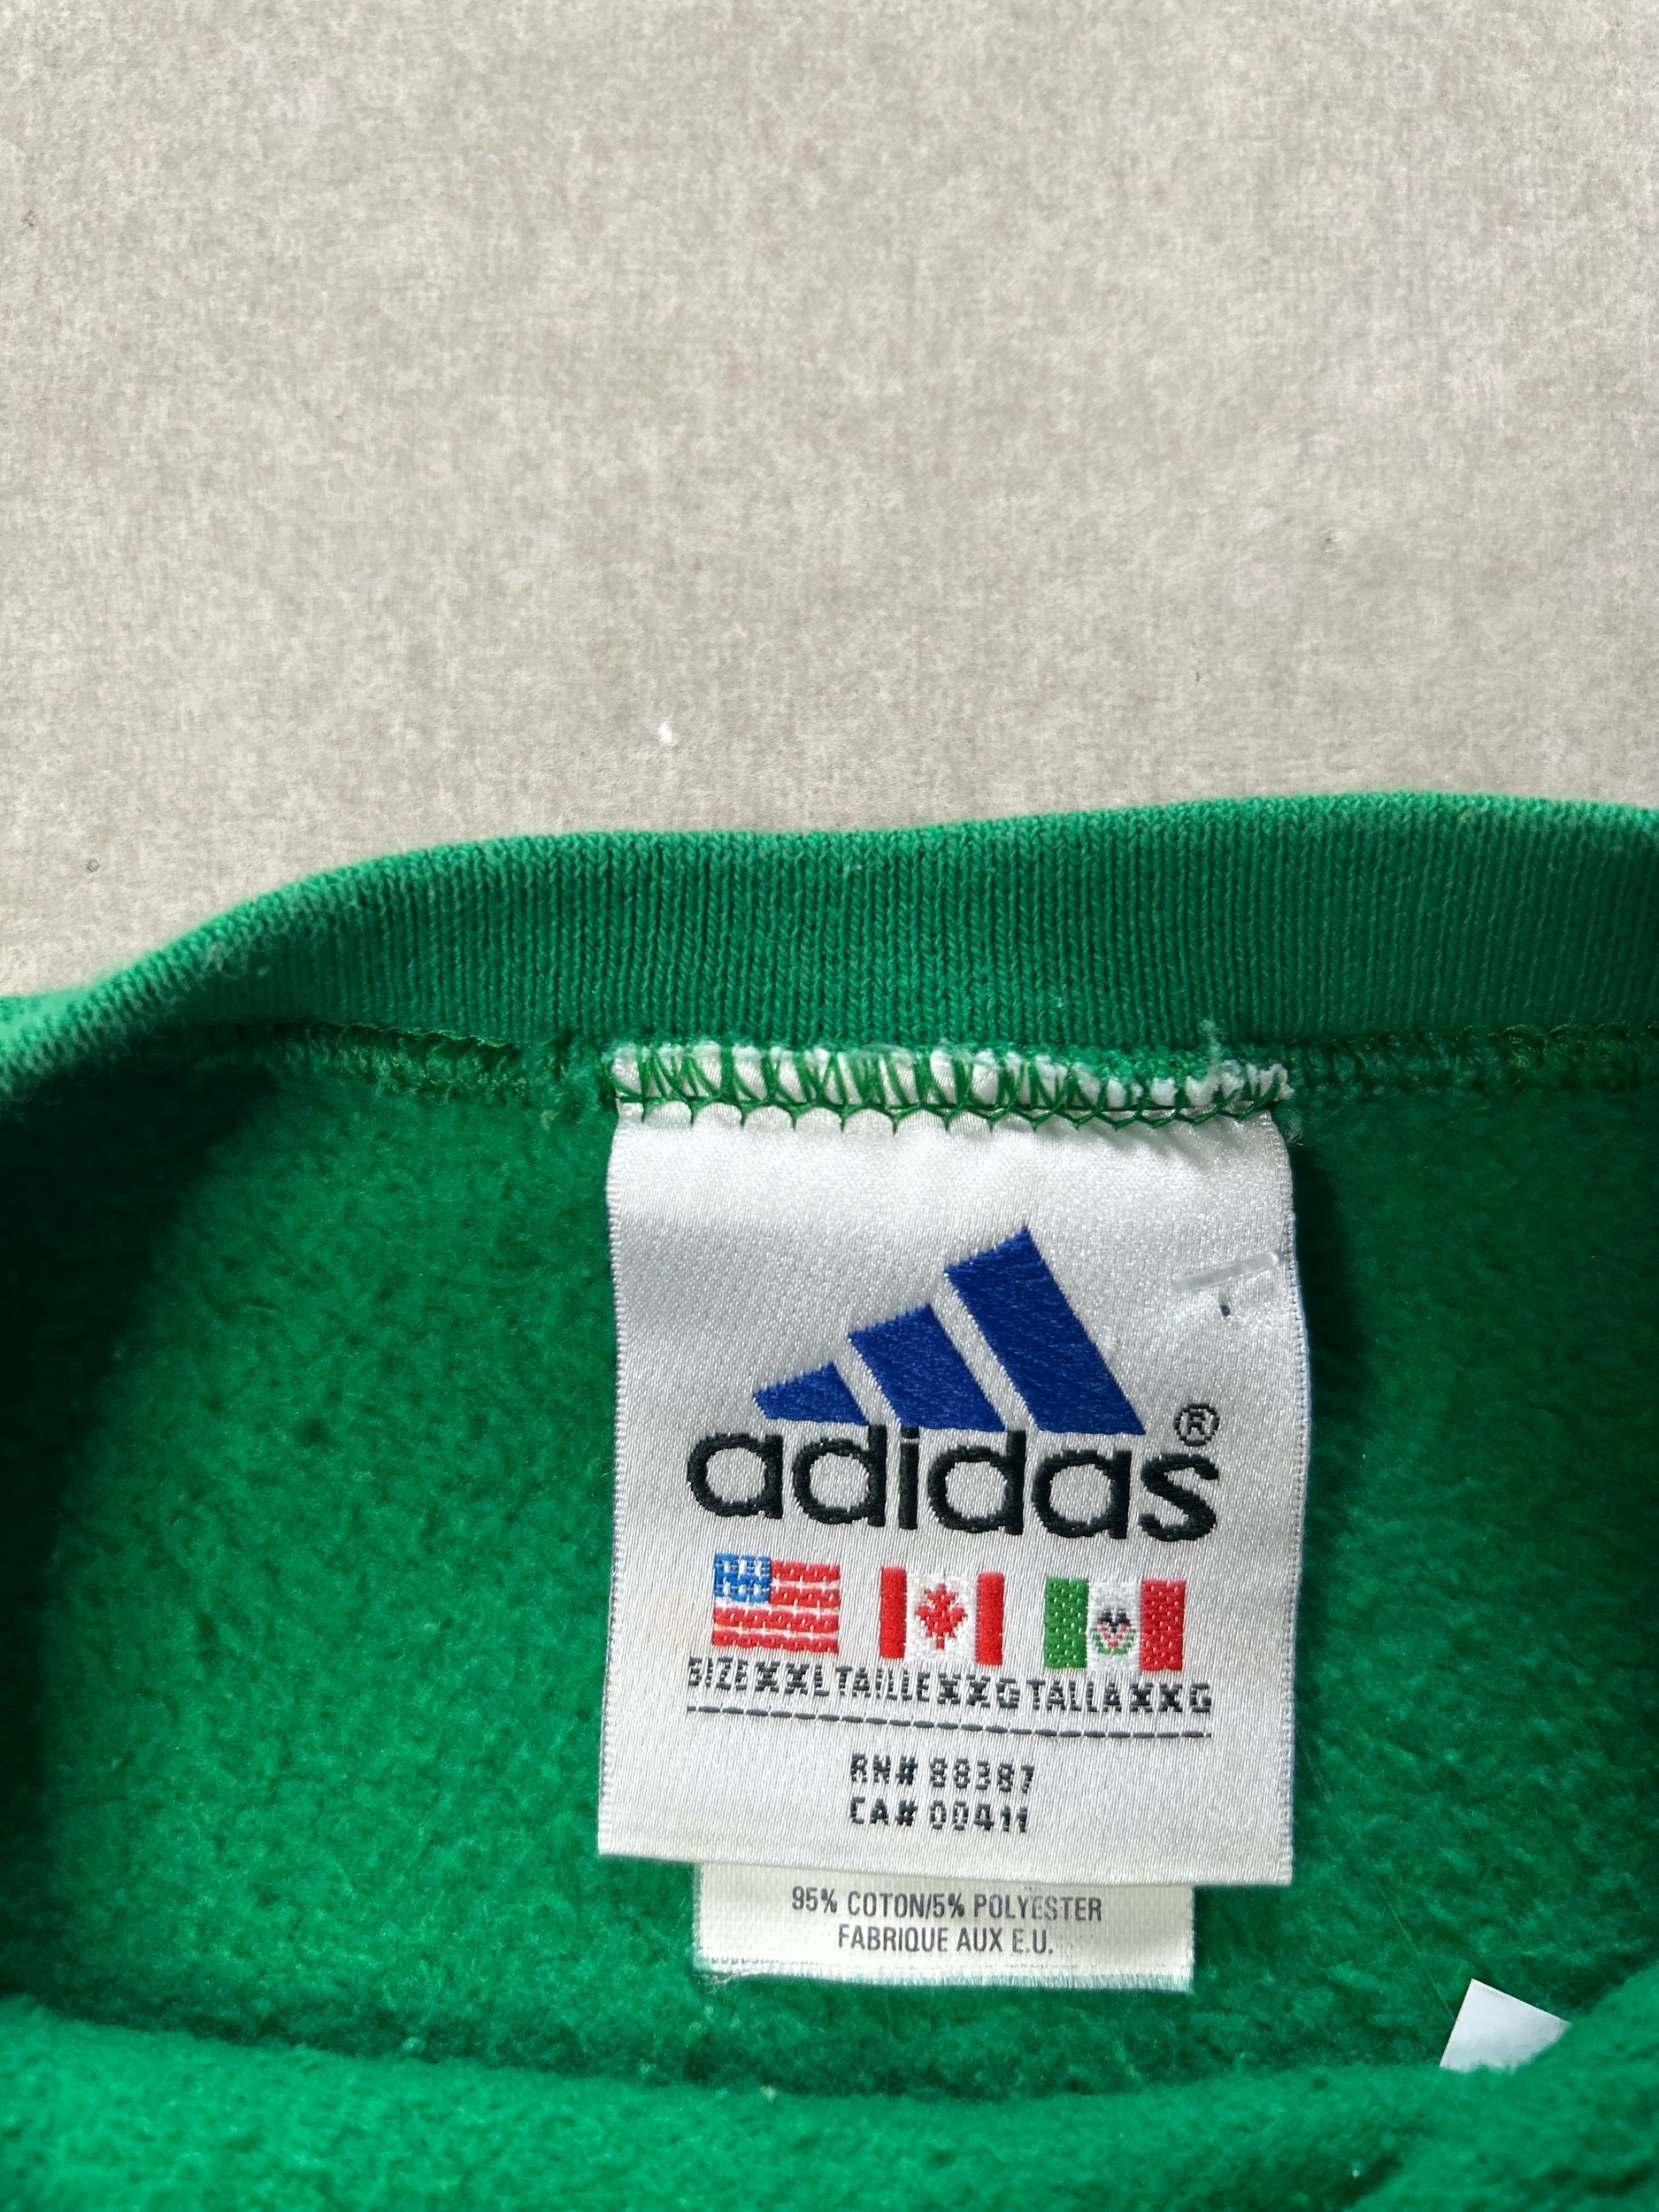 adidas®
SIZE XXL TAILLE XXG TALLA XXG
RN# 88387
CA# 00411
95% COTON/5% POLYESTER
FABRIQUE AUX E.U.